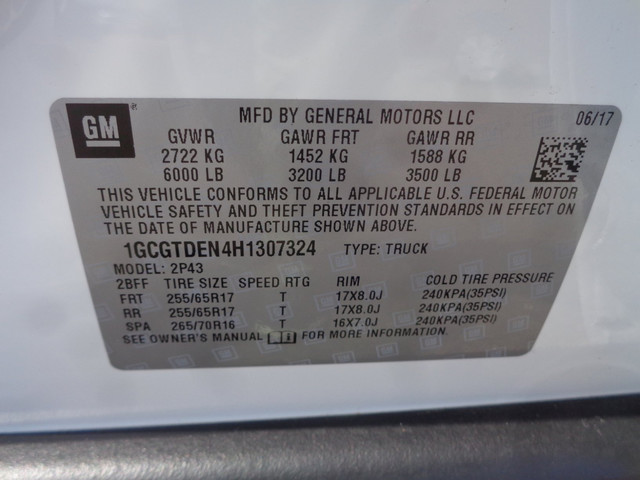 GM
MFD BY GENERAL MOTORS LLC 06/17
GVWR GAWR FRT GAWR RR
2722 KG 1452 KG 1588 KG
6000 LB 3200 LB 3500 LB
THIS VEHICLE CONFORMS TO ALL APPLICABLE U.S. FEDERAL MOTOR
VEHICLE SAFETY AND THEFT PREVENTION STANDARDS IN EFFECT ON
THE DATE OF MANUFACTURE SHOWN ABOVE.
1GCGTDEN4H1307324 TYPE: TRUCK
MODEL: 2P43
2BFF TIRE SIZE SPEED RTG RIM COLD TIRE PRESSURE
FRT 255/65R17 T 17X8.0J 240KPA(35PSI)
RR 255/65R17 T 17X8.0J 240KPA(35PSI)
SPA 265/70R16 T 16X7.0J 240KPA(35PSI)
SEE OWNER'S MANUAL FOR MORE INFORMATION.